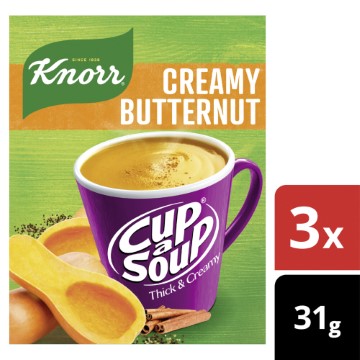 SINCE 1838
Knorr
CREAMY
BUTTERNUT
CUP
a
SOUP
Thick & Creamy
3x
31g